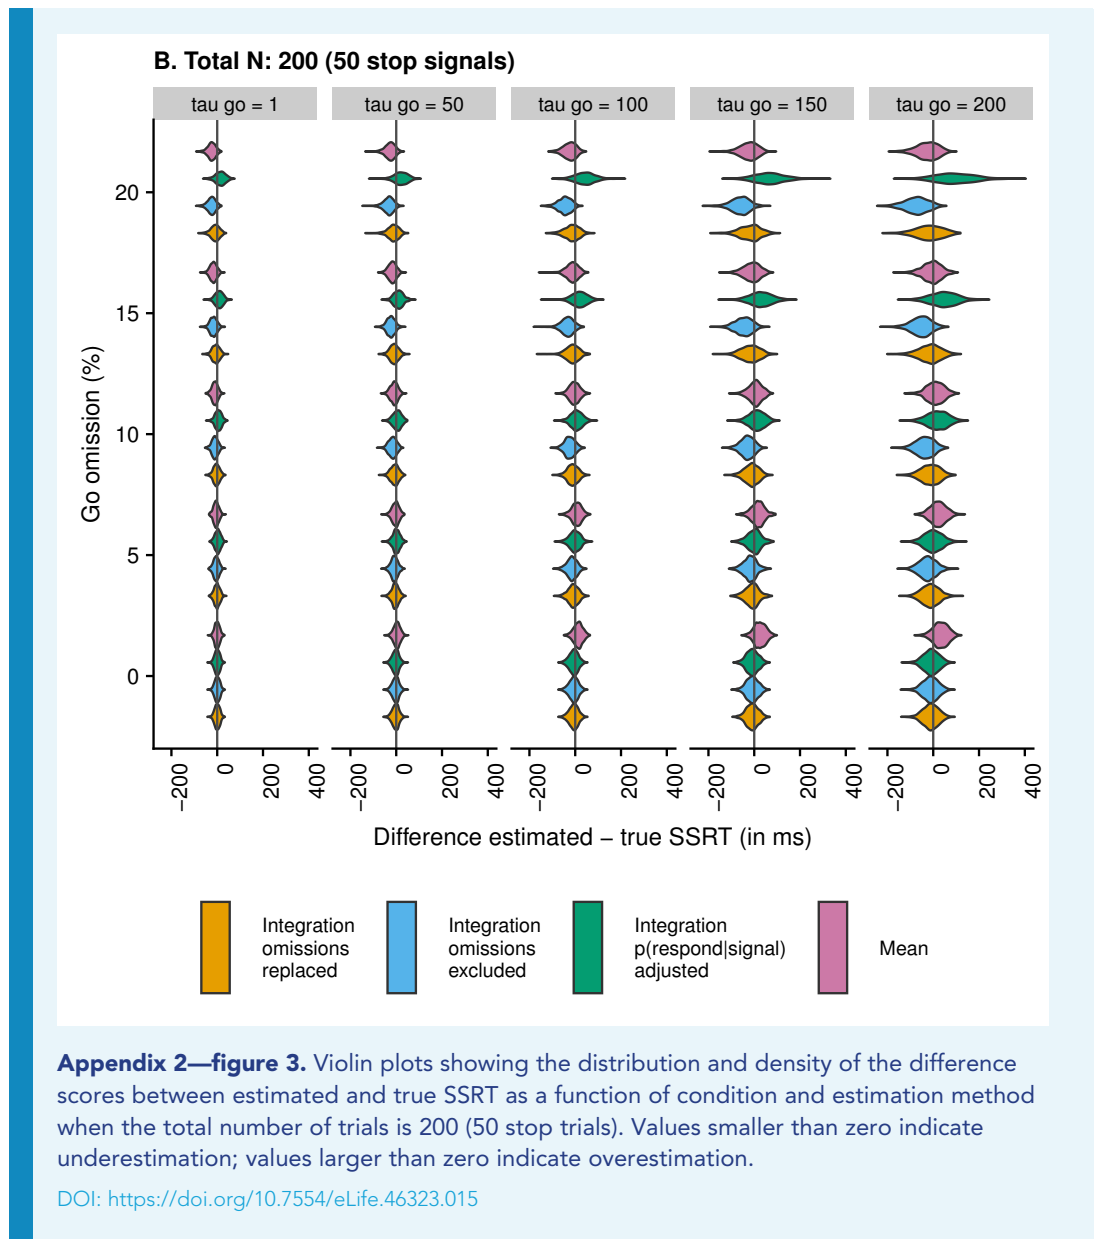 B. Total N: 200 (50 stop signals)
tau go = 1
tau go = 50
tau go = 100
tau go = 150
tau go = 200
Go omission (%)
20
15
10
5
0
−200 0 200 400
−200 0 200 400
−200 0 200 400
−200 0 200 400
−200 0 200 400
Difference estimated − true SSRT (in ms)
Integration
omissions
replaced
Integration
omissions
excluded
Integration
p(respond|signal)
adjusted
Mean
Appendix 2—figure 3. Violin plots showing the distribution and density of the difference
scores between estimated and true SSRT as a function of condition and estimation method
when the total number of trials is 200 (50 stop trials). Values smaller than zero indicate
underestimation; values larger than zero indicate overestimation.
DOI: https://doi.org/10.7554/eLife.46323.015